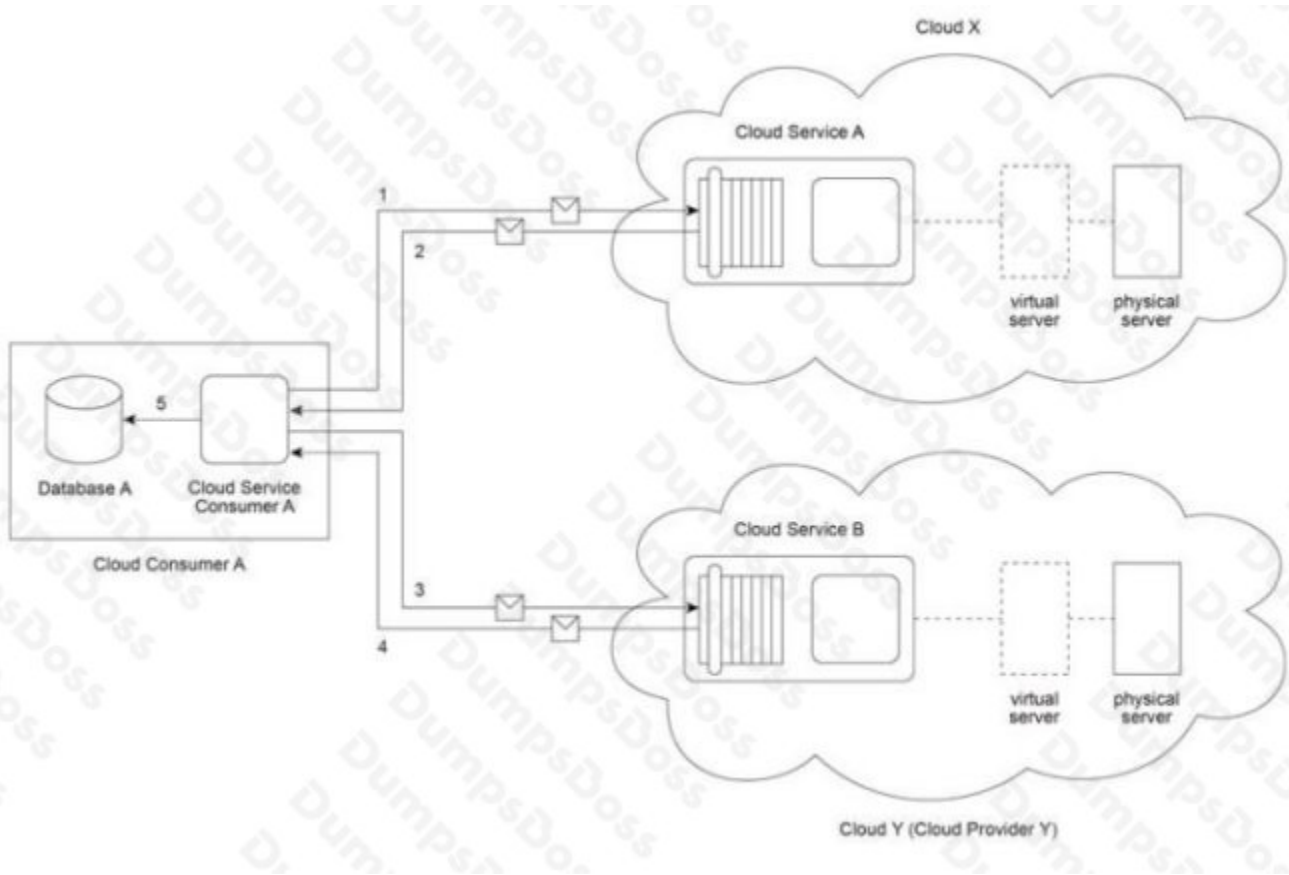 Cloud X
Cloud Service A
1
2
virtual
server
physical
server
5
Database A
Cloud Service
Consumer A
Cloud Consumer A
Cloud Service B
3
4
virtual
server
physical
server
Cloud Y (Cloud Provider Y)
DumpsDoss